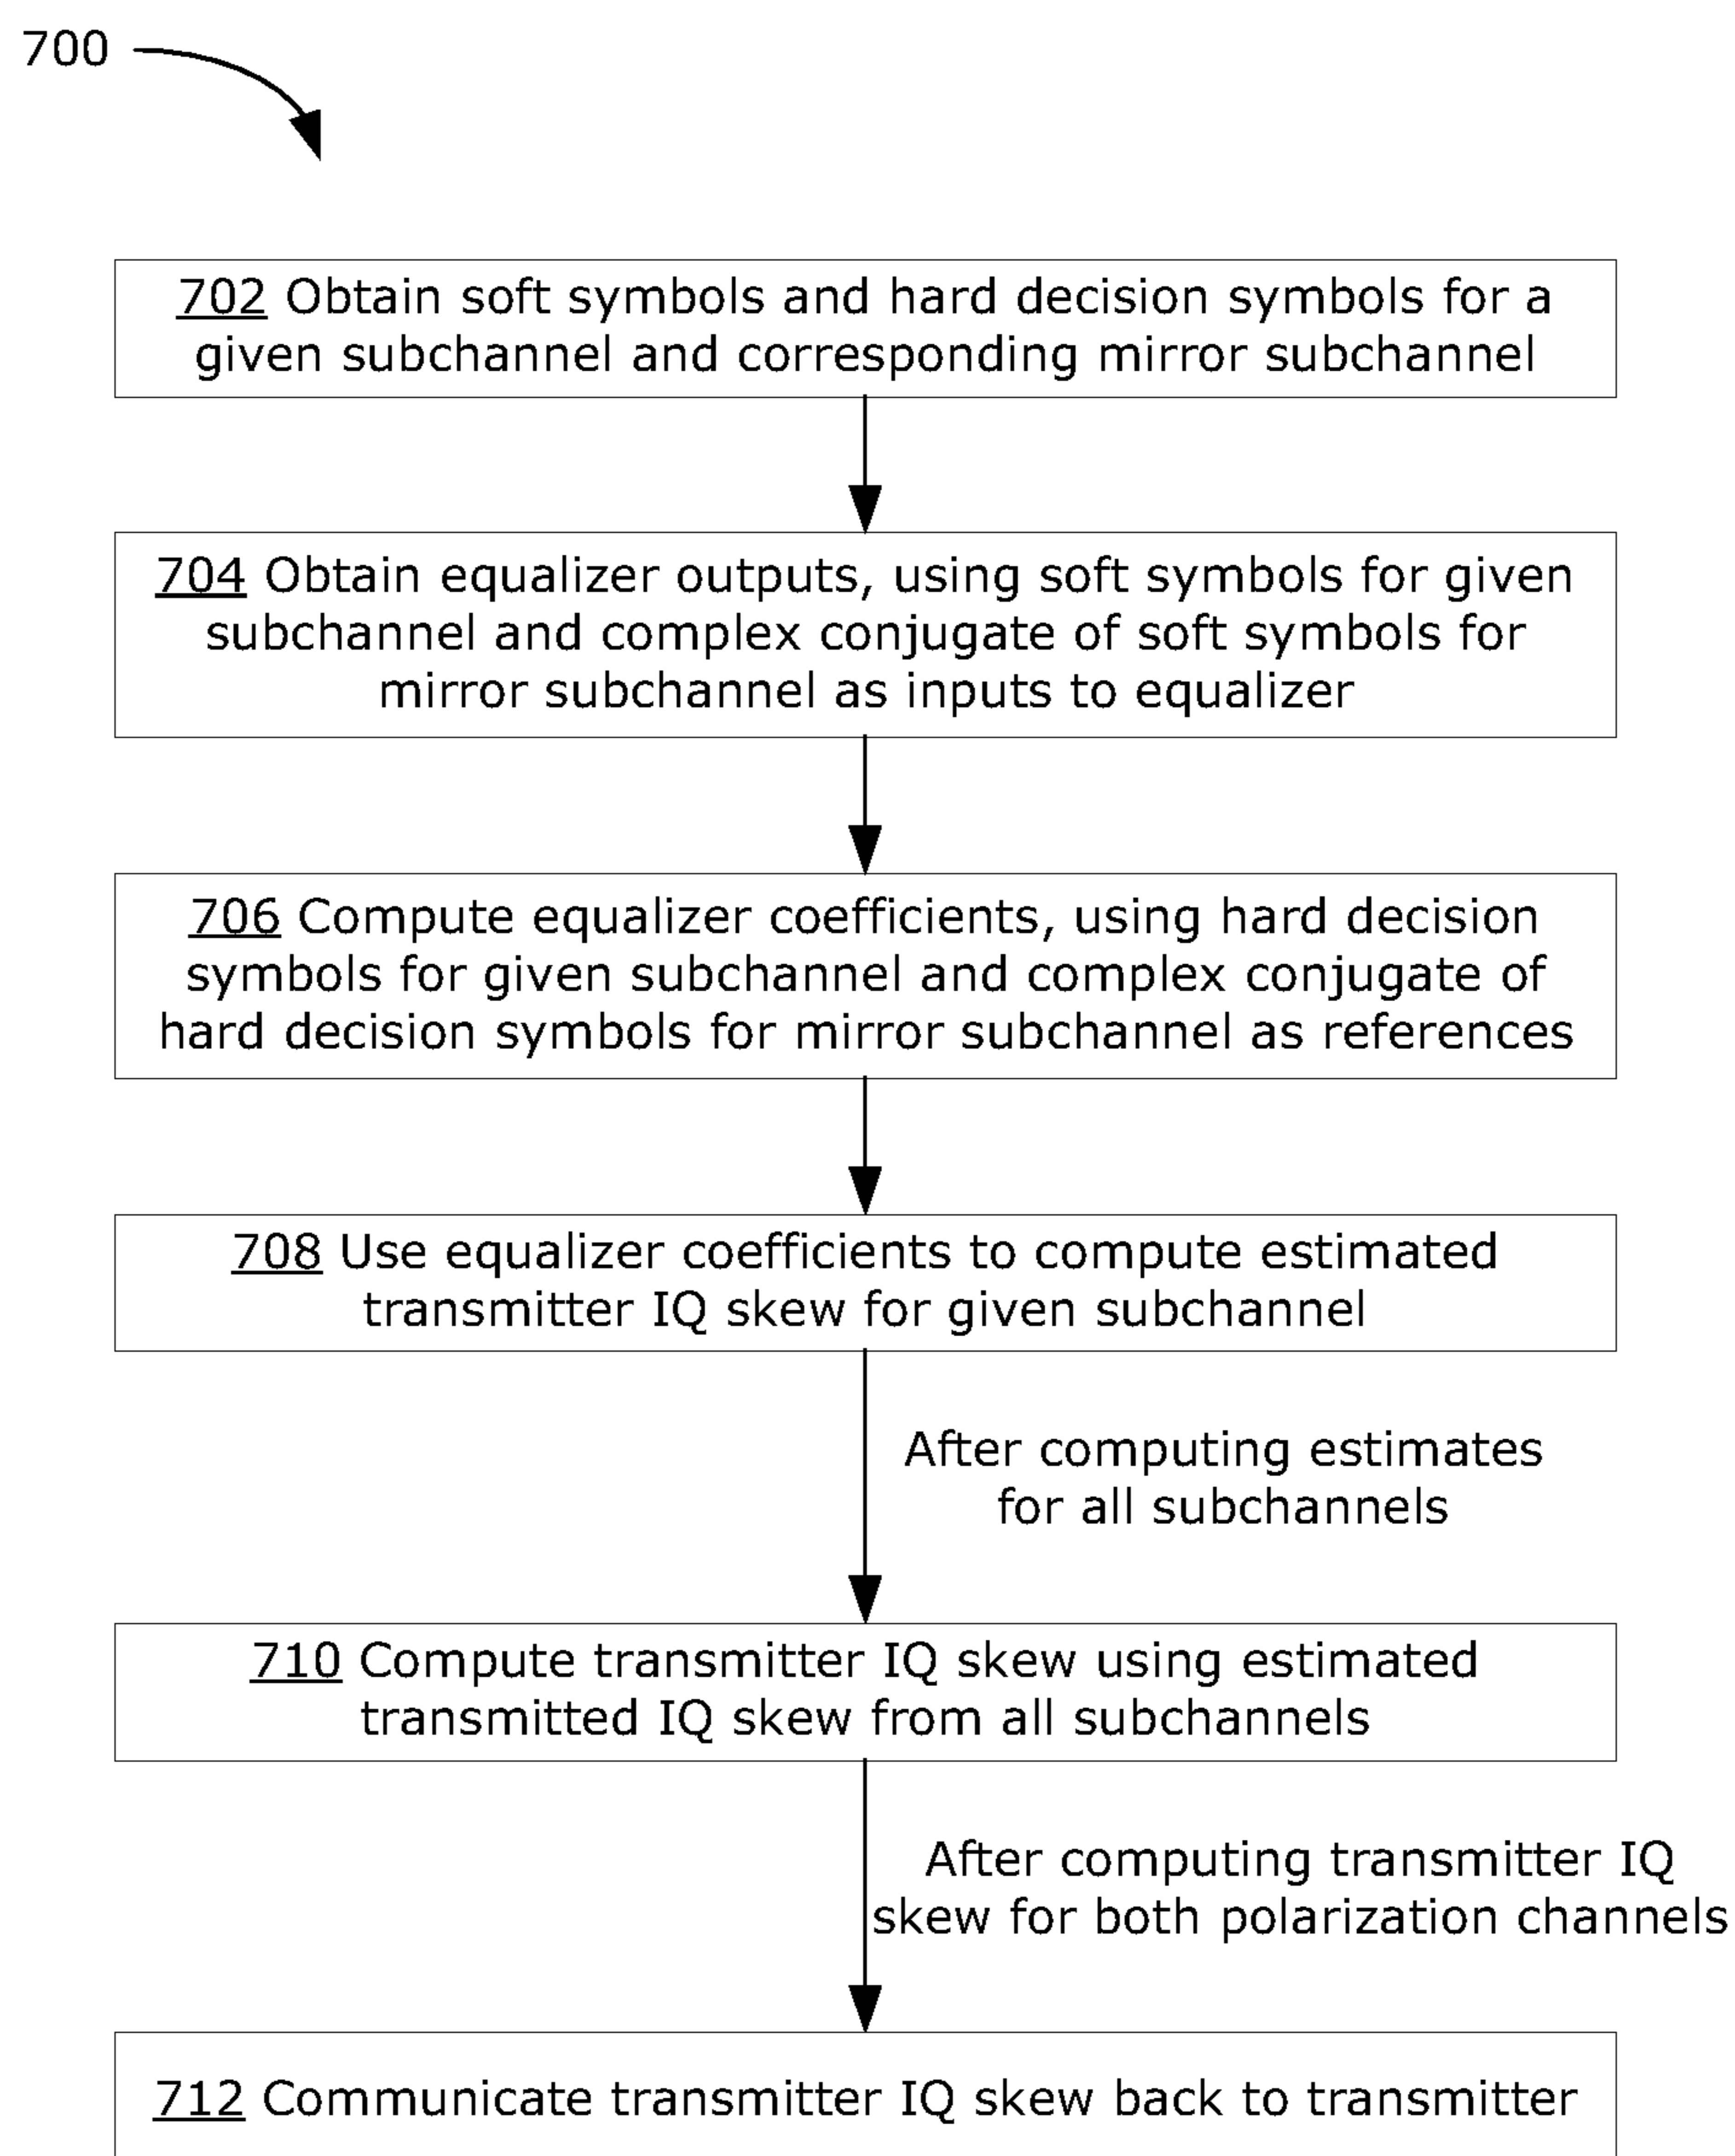 700
702 Obtain soft symbols and hard decision symbols for a
given subchannel and corresponding mirror subchannel
704 Obtain equalizer outputs, using soft symbols for given
subchannel and complex conjugate of soft symbols for
mirror subchannel as inputs to equalizer
706 Compute equalizer coefficients, using hard decision
symbols for given subchannel and complex conjugate of
hard decision symbols for mirror subchannel as references
708 Use equalizer coefficients to compute estimated
transmitter IQ skew for given subchannel
After computing estimates
for all subchannels
710 Compute transmitter IQ skew using estimated
transmitted IQ skew from all subchannels
After computing transmitter IQ
skew for both polarization channels
712 Communicate transmitter IQ skew back to transmitter